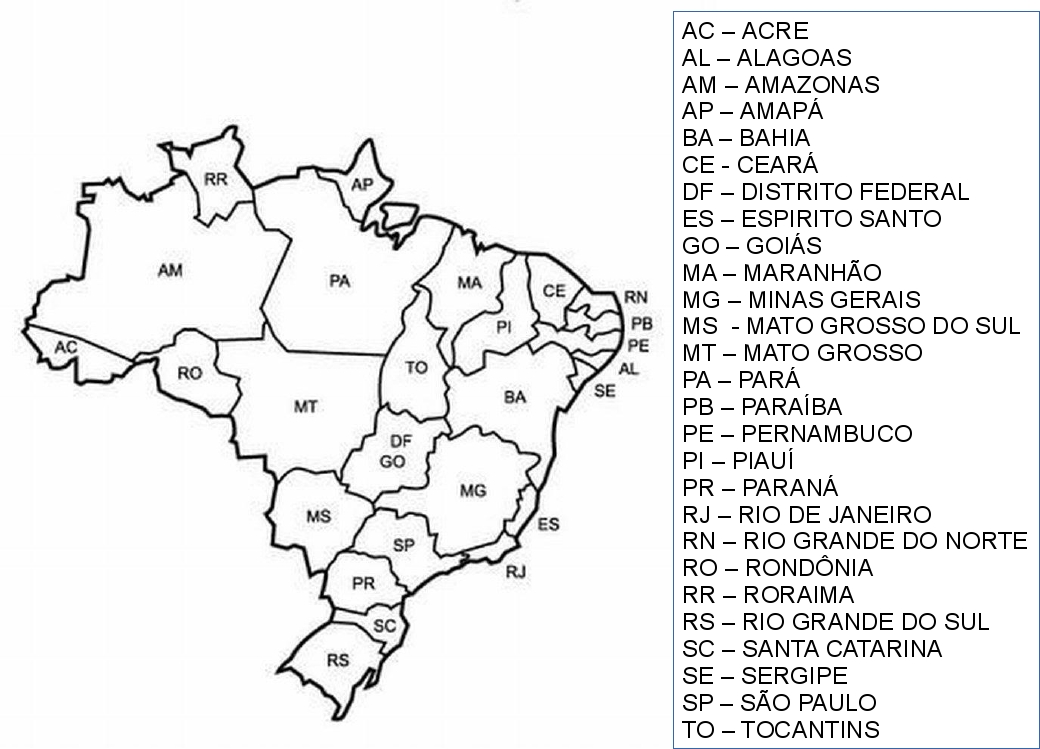 RR
AP
AM
PA
MA
CE
RN
PI
PB
PE
AC
RO
TO
AL
SE
MT
BA
DF
GO
MG
MS
ES
SP
RJ
PR
SC
RS
AC – ACRE
AL – ALAGOAS
AM – AMAZONAS
AP – AMAPÁ
BA – BAHIA
CE - CEARÁ
DF – DISTRITO FEDERAL
ES – ESPIRITO SANTO
GO – GOIÁS
MA – MARANHÃO
MG – MINAS GERAIS
MS  - MATO GROSSO DO SUL
MT – MATO GROSSO
PA – PARÁ
PB – PARAÍBA
PE – PERNAMBUCO
PI – PIAUÍ
PR – PARANÁ
RJ – RIO DE JANEIRO
RN – RIO GRANDE DO NORTE
RO – RONDÔNIA
RR – RORAIMA
RS – RIO GRANDE DO SUL
SC – SANTA CATARINA
SE – SERGIPE
SP – SÃO PAULO
TO – TOCANTINS